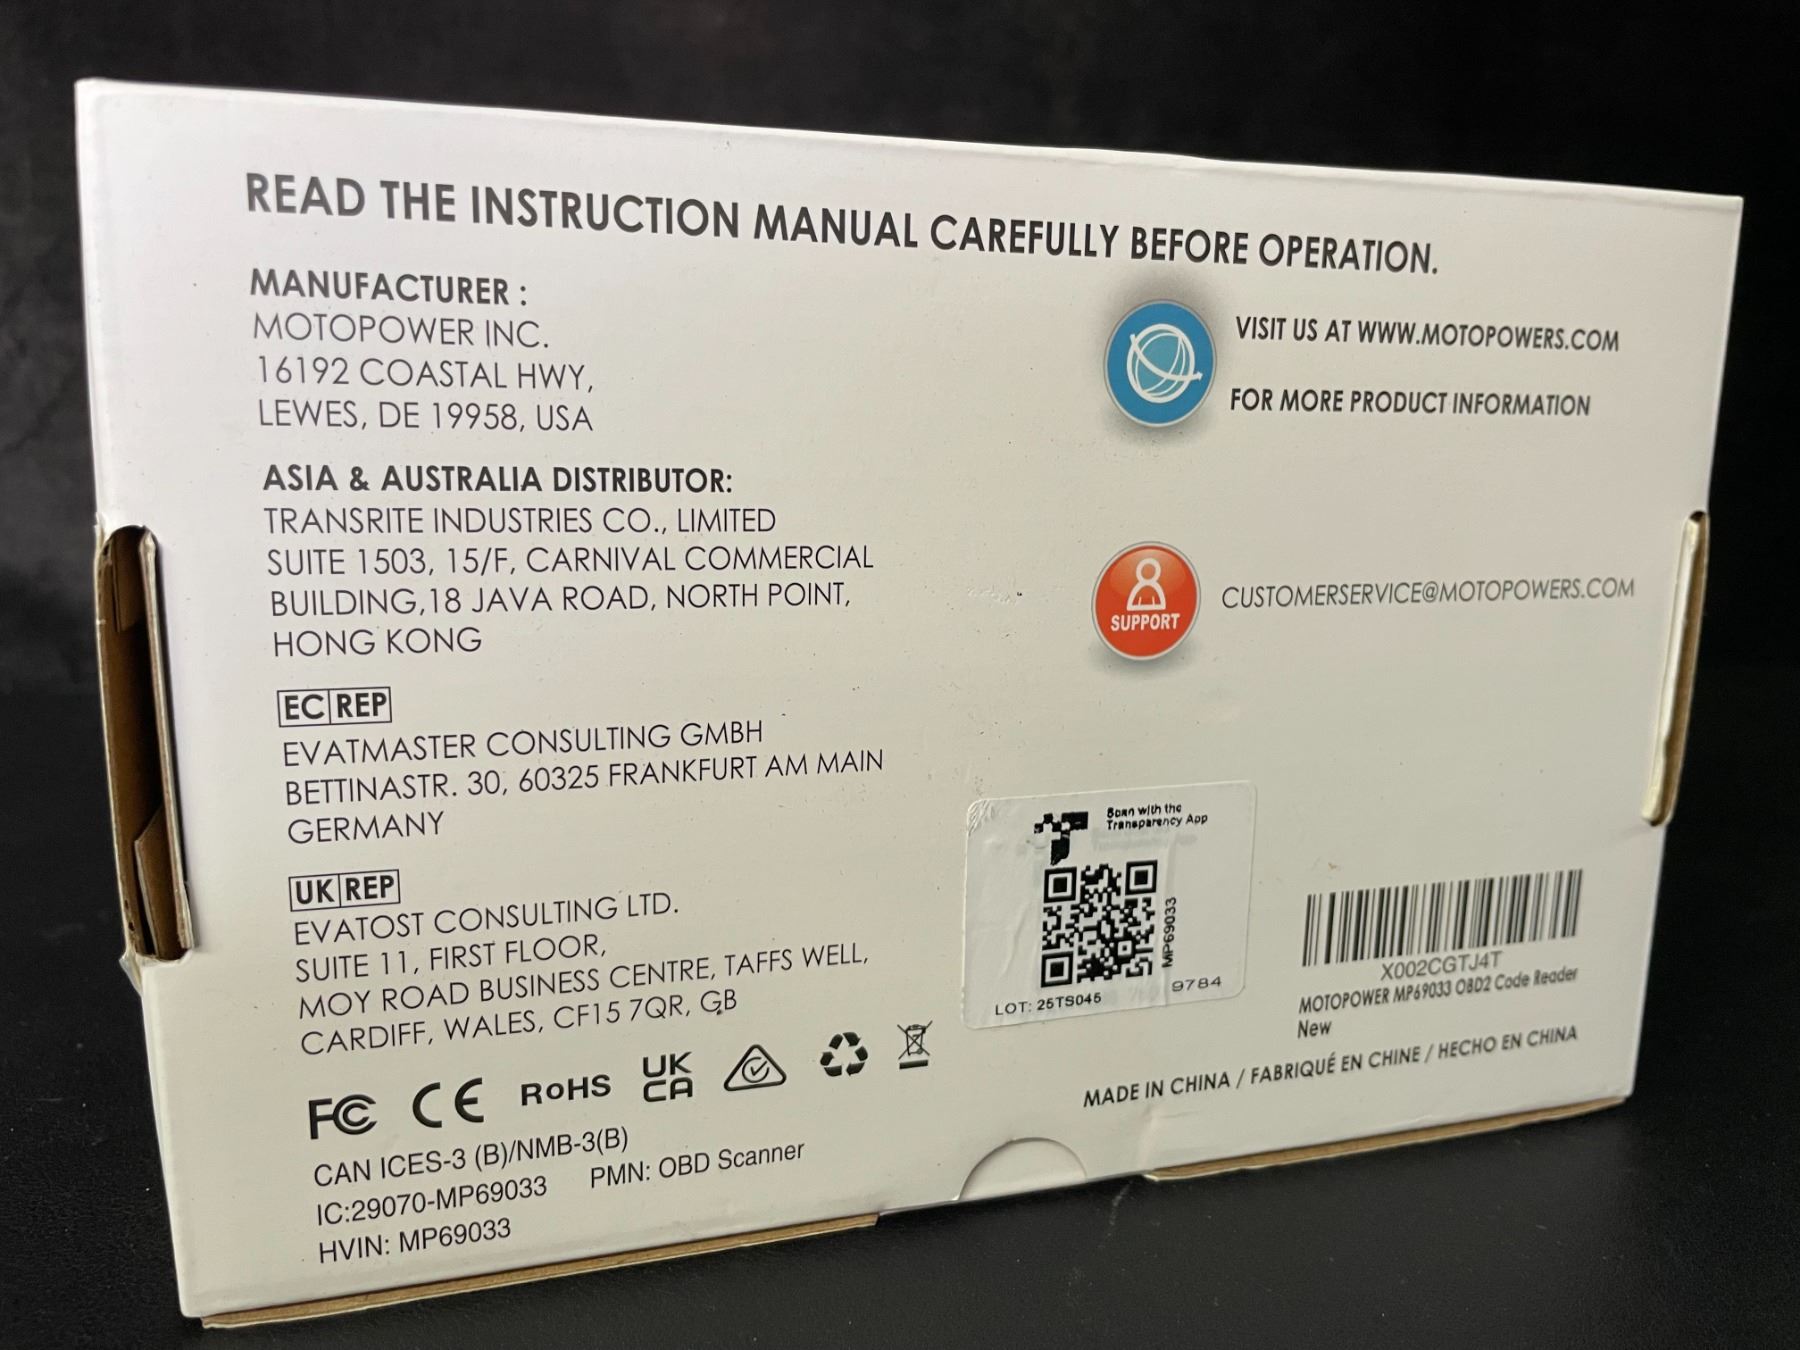 READ THE INSTRUCTION MANUAL CAREFULLY BEFORE OPERATION.
MANUFACTURER :
MOTOPOWER INC.
16192 COASTAL HWY,
LEWES, DE 19958, USA
ASIA & AUSTRALIA DISTRIBUTOR:
TRANSRITE INDUSTRIES CO., LIMITED
SUITE 1503, 15/F, CARNIVAL COMMERCIAL
BUILDING,18 JAVA ROAD, NORTH POINT,
HONG KONG
EC REP
EVATMASTER CONSULTING GMBH
BETTINASTR. 30, 60325 FRANKFURT AM MAIN
GERMANY
UK REP
EVATOST CONSULTING LTD.
SUITE 11, FIRST FLOOR,
MOY ROAD BUSINESS CENTRE, TAFFS WELL,
CARDIFF, WALES, CF15 7QR, GB
FC CE RoHS UK
CA
CAN ICES-3 (B)/NMB-3(B)
IC:29070-MP69033 PMN: OBD Scanner
HVIN: MP69033
VISIT US AT WWW.MOTOPOWERS.COM
FOR MORE PRODUCT INFORMATION
SUPPORT
CUSTOMERSERVICE@MOTOPOWERS.COM
Scan with the
Transparency App
MP69033
LOT: 25TS045 9784
X002CGTJ4T
MOTOPOWER MP69033 OBD2 Code Reader
New
MADE IN CHINA / FABRIQUÉ EN CHINE / HECHO EN CHINA